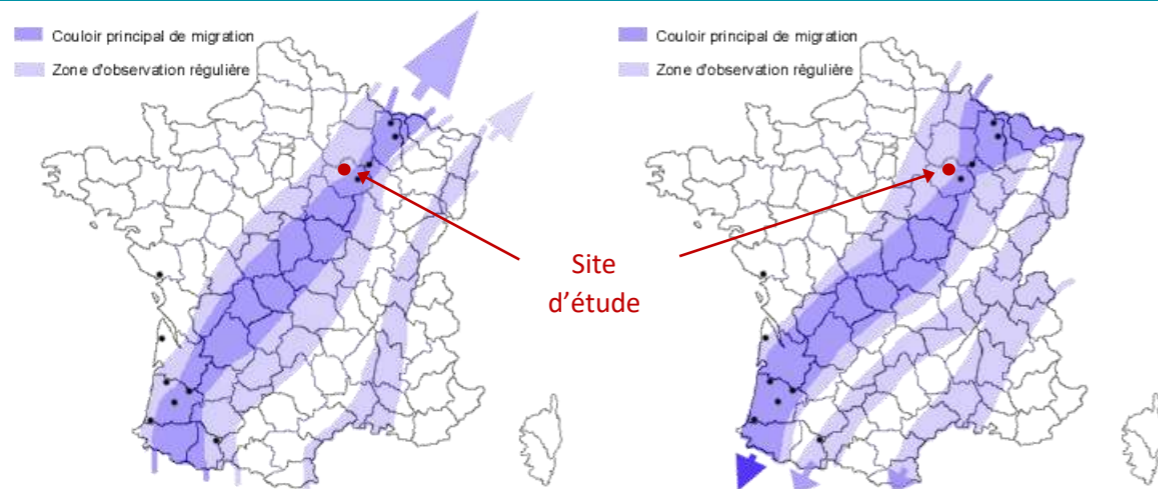 Couloir principal de migration
Zone d'observation régulière
Couloir principal de migration
Zone d'observation régulière
Site
d'étude